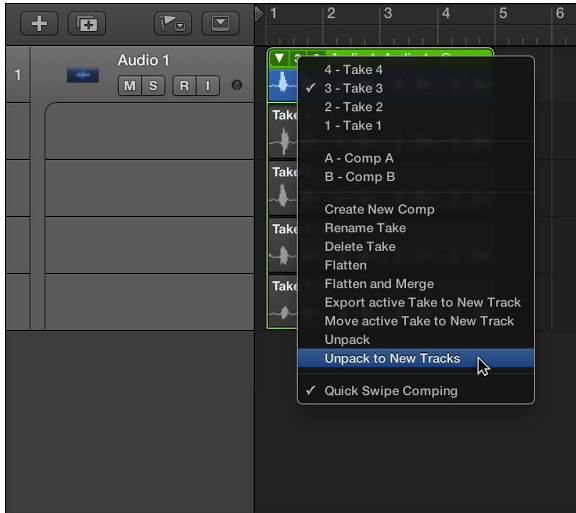 1 2 3 4 5 6
1
Audio 1
M S R I
3
4 - Take 4
✓ 3 - Take 3
2 - Take 2
1 - Take 1
A - Comp A
B - Comp B
Create New Comp
Rename Take
Delete Take
Flatten
Flatten and Merge
Export active Take to New Track
Move active Take to New Track
Unpack
Unpack to New Tracks
✓ Quick Swipe Comping
Take
Take
Take
Take